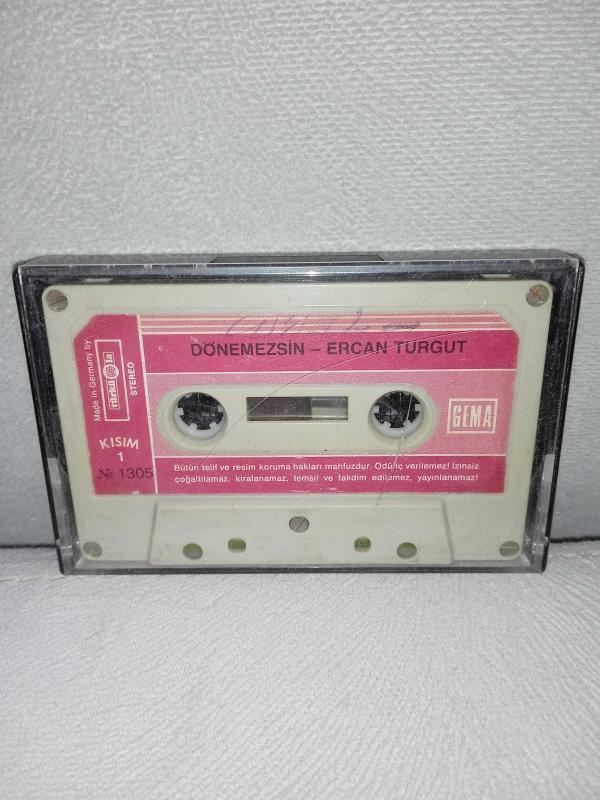 DÖNEMEZSİN – ERCAN TURGUT
Made in Germany by
türküola
STEREO
KISIM
1
№ 1305
GEMA
Bütün telif ve resim koruma hakları mahfuzdur. Ödünç verilemez! İzinsiz
çoğaltılamaz, kiralanamaz, temsil ve takdim edilemez, yayınlanamaz!